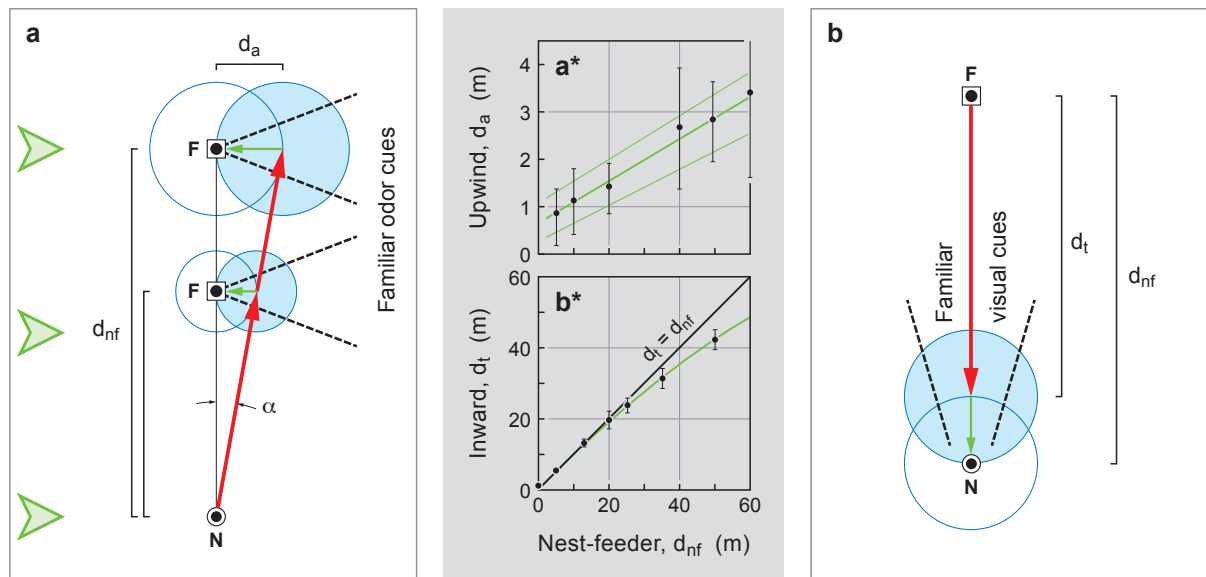 a
d_a
F
F
d_nf
α
N
Familiar odor cues
a*
Upwind, d_a (m)
4
3
2
1
0
b*
d_t = d_nf
Inward, d_t (m)
60
40
20
0
0 20 40 60
Nest-feeder, d_nf (m)
b
F
Familiar
visual cues
d_t
d_nf
N